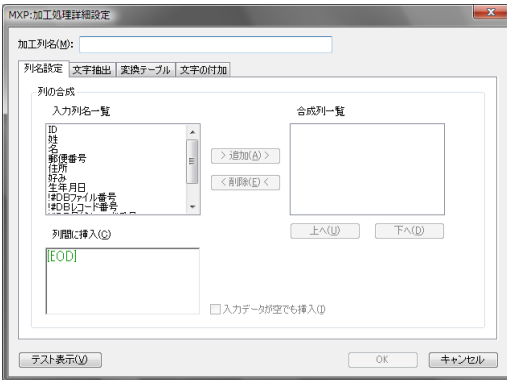 MXP:加工処理詳細設定
加工列名(M):
列名設定 文字抽出 変換テーブル 文字の付加
列の合成
入力列名一覧
合成列一覧
ID
姓
名
郵便番号
住所
好み
生年月日
!#DBファイル番号
!#DBレコード番号
> 追加(A) >
< 削除(E) <
上へ(U) 下へ(D)
列間に挿入(C)
[EOD]
入力データが空でも挿入(I)
テスト表示(V) OK キャンセル